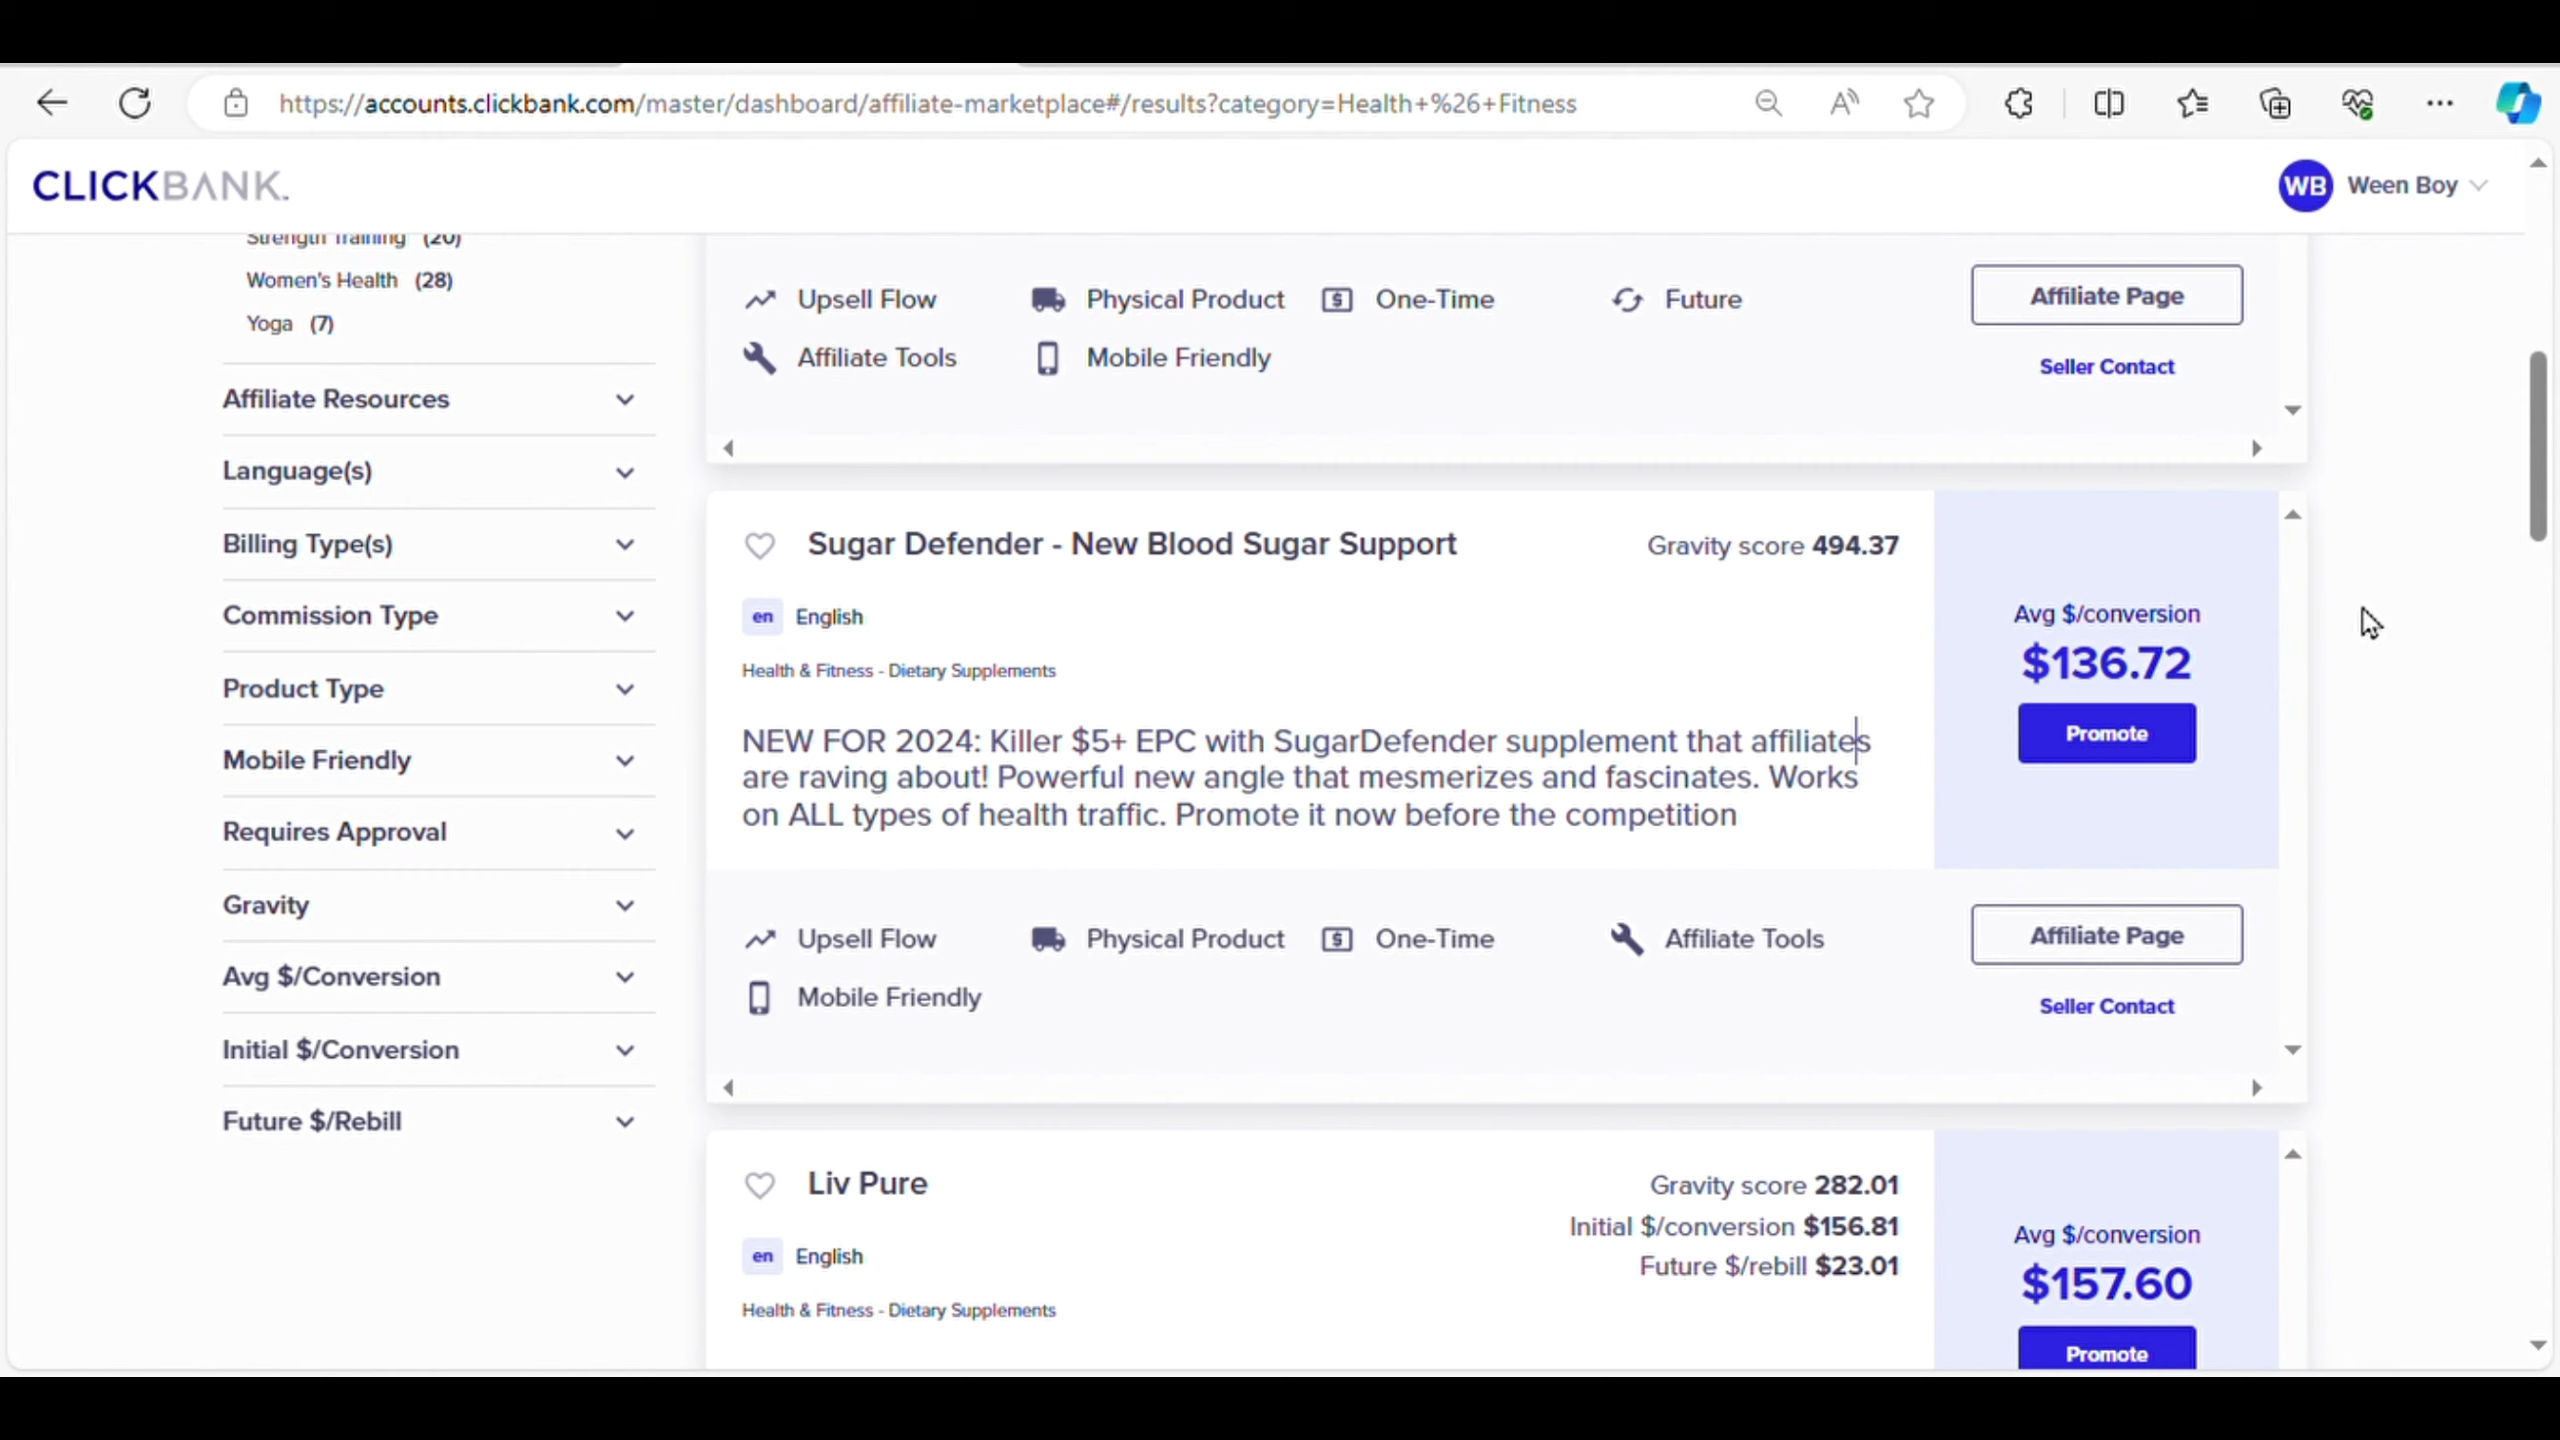 https://accounts.clickbank.com/master/dashboard/affiliate-marketplace#/results?category=Health+%26+Fitness
CLICKBANK.
WB Ween Boy
Strength Training (20)
Women's Health (28)
Yoga (7)
Affiliate Resources
Language(s)
Billing Type(s)
Commission Type
Product Type
Mobile Friendly
Requires Approval
Gravity
Avg $/Conversion
Initial $/Conversion
Future $/Rebill
Upsell Flow
Physical Product
One-Time
Future
Affiliate Tools
Mobile Friendly
Affiliate Page
Seller Contact
Sugar Defender - New Blood Sugar Support
Gravity score 494.37
en English
Health & Fitness - Dietary Supplements
NEW FOR 2024: Killer $5+ EPC with SugarDefender supplement that affiliates
are raving about! Powerful new angle that mesmerizes and fascinates. Works
on ALL types of health traffic. Promote it now before the competition
Avg $/conversion
$136.72
Promote
Upsell Flow
Physical Product
One-Time
Affiliate Tools
Mobile Friendly
Affiliate Page
Seller Contact
Liv Pure
Gravity score 282.01
Initial $/conversion $156.81
Future $/rebill $23.01
en English
Health & Fitness - Dietary Supplements
Avg $/conversion
$157.60
Promote